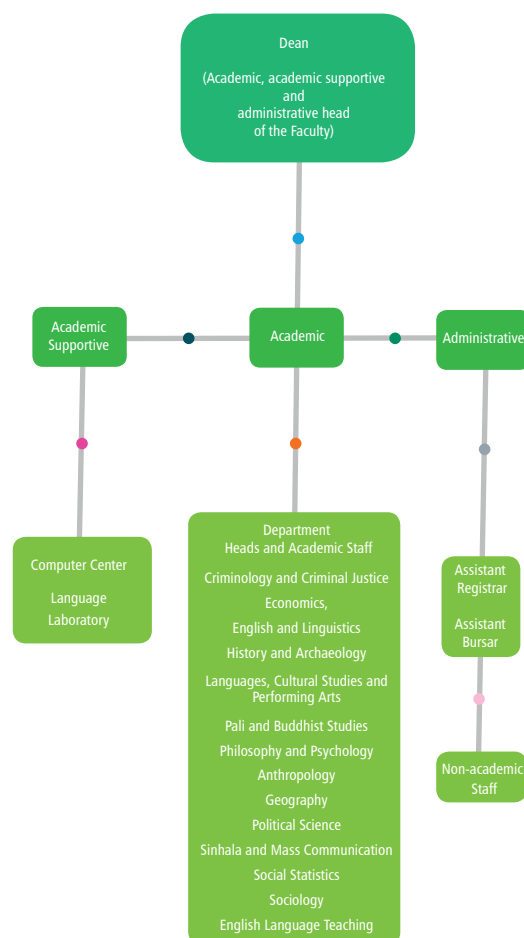 Dean
(Academic, academic supportive
and
administrative head
of the Faculty)
Academic
Supportive
Academic
Administrative
Computer Center
Language
Laboratory
Department
Heads and Academic Staff
Criminology and Criminal Justice
Economics,
English and Linguistics
History and Archaeology
Languages, Cultural Studies and
Performing Arts
Pali and Buddhist Studies
Philosophy and Psychology
Anthropology
Geography
Political Science
Sinhala and Mass Communication
Social Statistics
Sociology
English Language Teaching
Assistant
Registrar
Assistant
Bursar
Non-academic
Staff